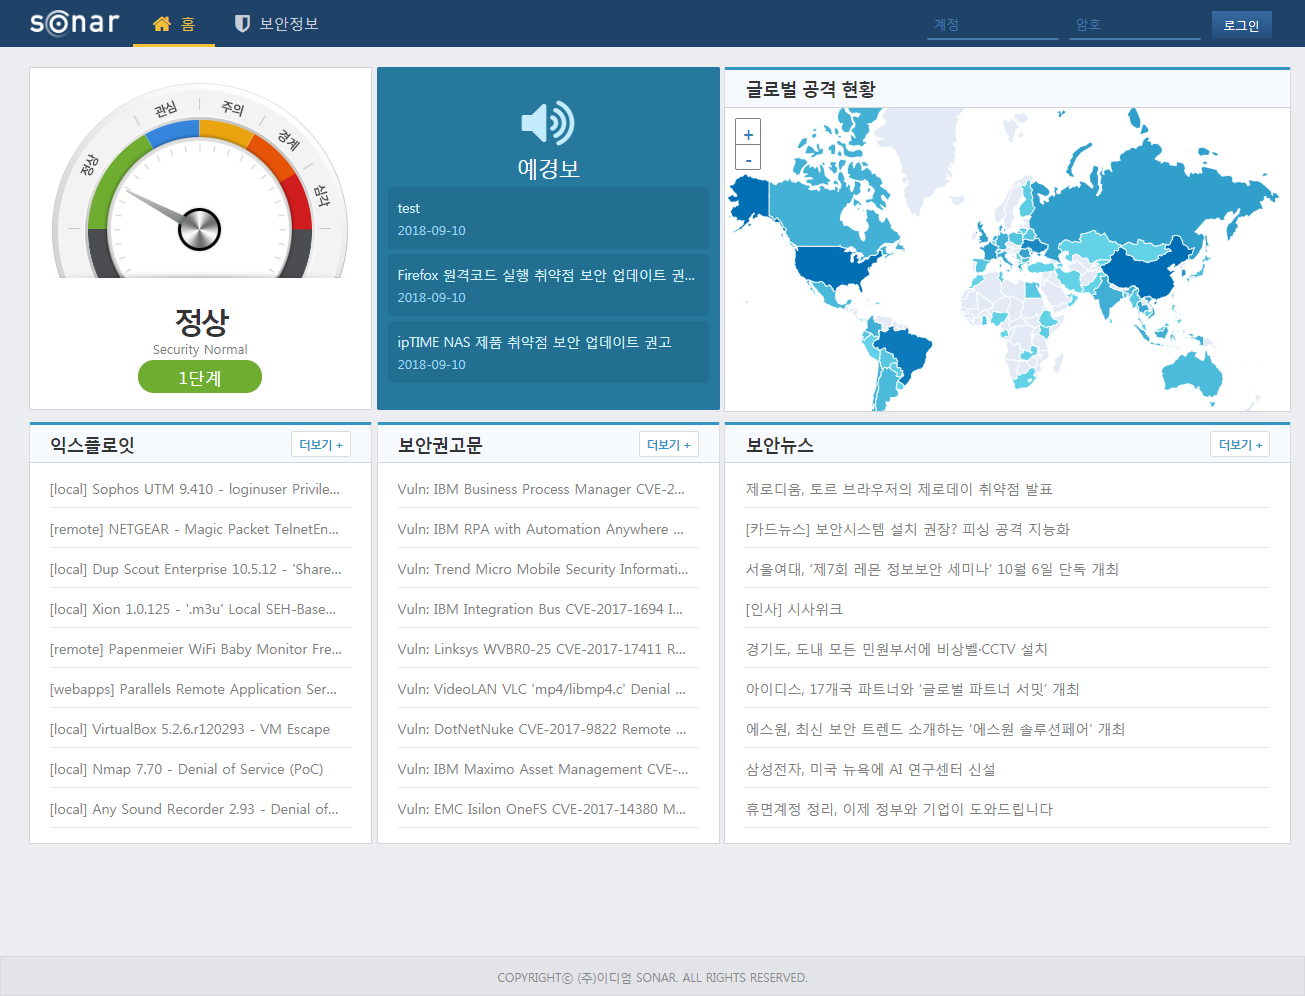 sonar
홈
보안정보
계정
암호
로그인
정상
관심
주의
경계
심각
정상
Security Normal
1단계
예경보
test
2018-09-10
Firefox 원격코드 실행 취약점 보안 업데이트 권...
2018-09-10
ipTIME NAS 제품 취약점 보안 업데이트 권고
2018-09-10
글로벌 공격 현황
+
-
익스플로잇
더보기 +
[local] Sophos UTM 9.410 - loginuser Privile...
[remote] NETGEAR - Magic Packet TelnetEn...
[local] Dup Scout Enterprise 10.5.12 - 'Share...
[local] Xion 1.0.125 - '.m3u' Local SEH-Base...
[remote] Papenmeier WiFi Baby Monitor Fre...
[webapps] Parallels Remote Application Ser...
[local] VirtualBox 5.2.6.r120293 - VM Escape
[local] Nmap 7.70 - Denial of Service (PoC)
[local] Any Sound Recorder 2.93 - Denial of...
보안권고문
더보기 +
Vuln: IBM Business Process Manager CVE-2...
Vuln: IBM RPA with Automation Anywhere ...
Vuln: Trend Micro Mobile Security Informati...
Vuln: IBM Integration Bus CVE-2017-1694 I...
Vuln: Linksys WVBR0-25 CVE-2017-17411 R...
Vuln: VideoLAN VLC 'mp4/libmp4.c' Denial ...
Vuln: DotNetNuke CVE-2017-9822 Remote ...
Vuln: IBM Maximo Asset Management CVE-...
Vuln: EMC Isilon OneFS CVE-2017-14380 M...
보안뉴스
더보기 +
제로디움, 토르 브라우저의 제로데이 취약점 발표
[카드뉴스] 보안시스템 설치 권장? 피싱 공격 지능화
서울여대, ‘제7회 레몬 정보보안 세미나’ 10월 6일 단독 개최
[인사] 시사위크
경기도, 도내 모든 민원부서에 비상벨·CCTV 설치
아이디스, 17개국 파트너와 ‘글로벌 파트너 서밋’ 개최
에스원, 최신 보안 트렌드 소개하는 ‘에스원 솔루션페어’ 개최
삼성전자, 미국 뉴욕에 AI 연구센터 신설
휴면계정 정리, 이제 정부와 기업이 도와드립니다
COPYRIGHTⓒ (주)이디엄 SONAR. ALL RIGHTS RESERVED.